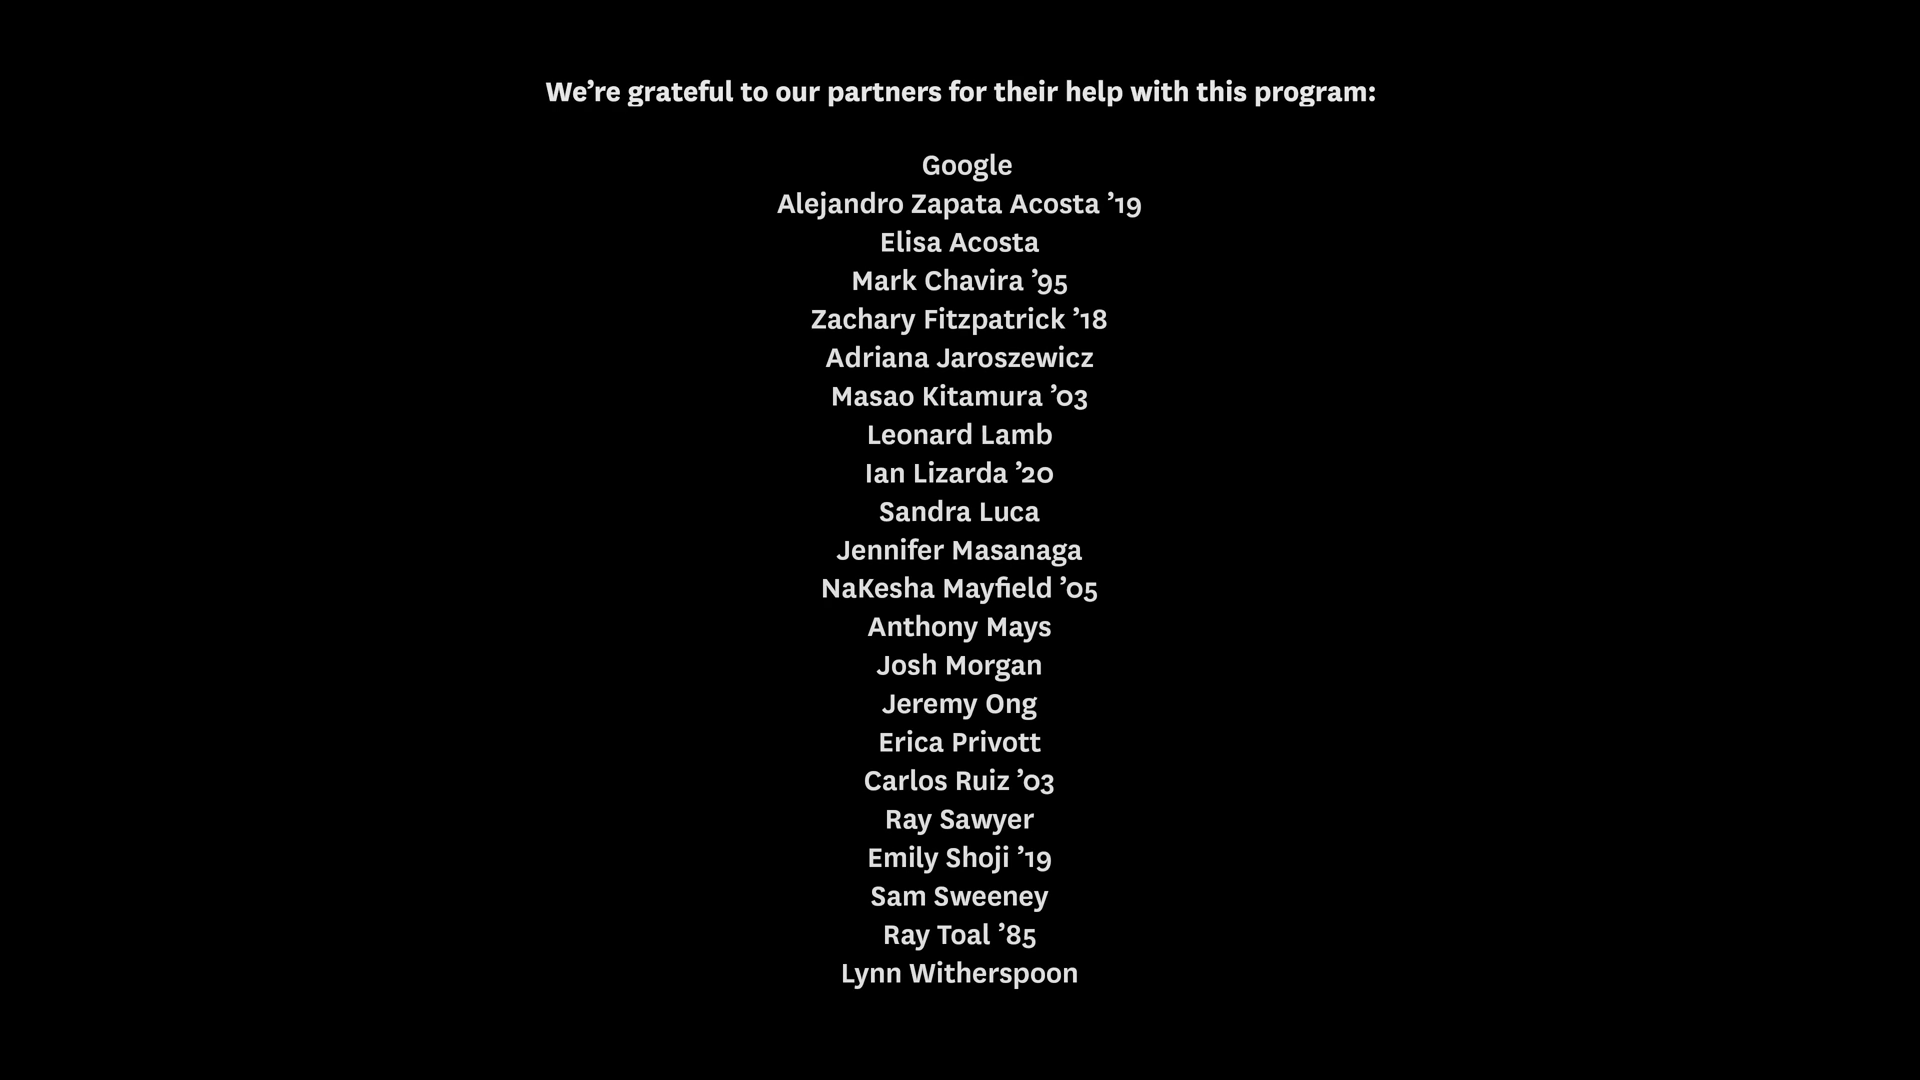 We’re grateful to our partners for their help with this program:
Google
Alejandro Zapata Acosta ’19
Elisa Acosta
Mark Chavira ’95
Zachary Fitzpatrick ’18
Adriana Jaroszewicz
Masao Kitamura ’03
Leonard Lamb
Ian Lizarda ’20
Sandra Luca
Jennifer Masanaga
NaKesha Mayfield ’05
Anthony Mays
Josh Morgan
Jeremy Ong
Erica Privott
Carlos Ruiz ’03
Ray Sawyer
Emily Shoji ’19
Sam Sweeney
Ray Toal ’85
Lynn Witherspoon